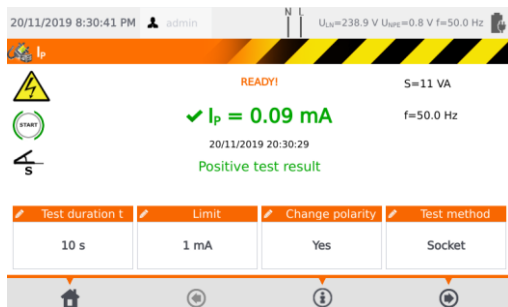 20/11/2019 8:30:41 PM admin N L U_LN=238.9 V U_NPE=0.8 V f=50.0 Hz
I_P
READY!
S=11 VA
START
✔ I_P = 0.09 mA
f=50.0 Hz
20/11/2019 20:30:29
S
Positive test result
Test duration t Limit Change polarity Test method
10 s 1 mA Yes Socket